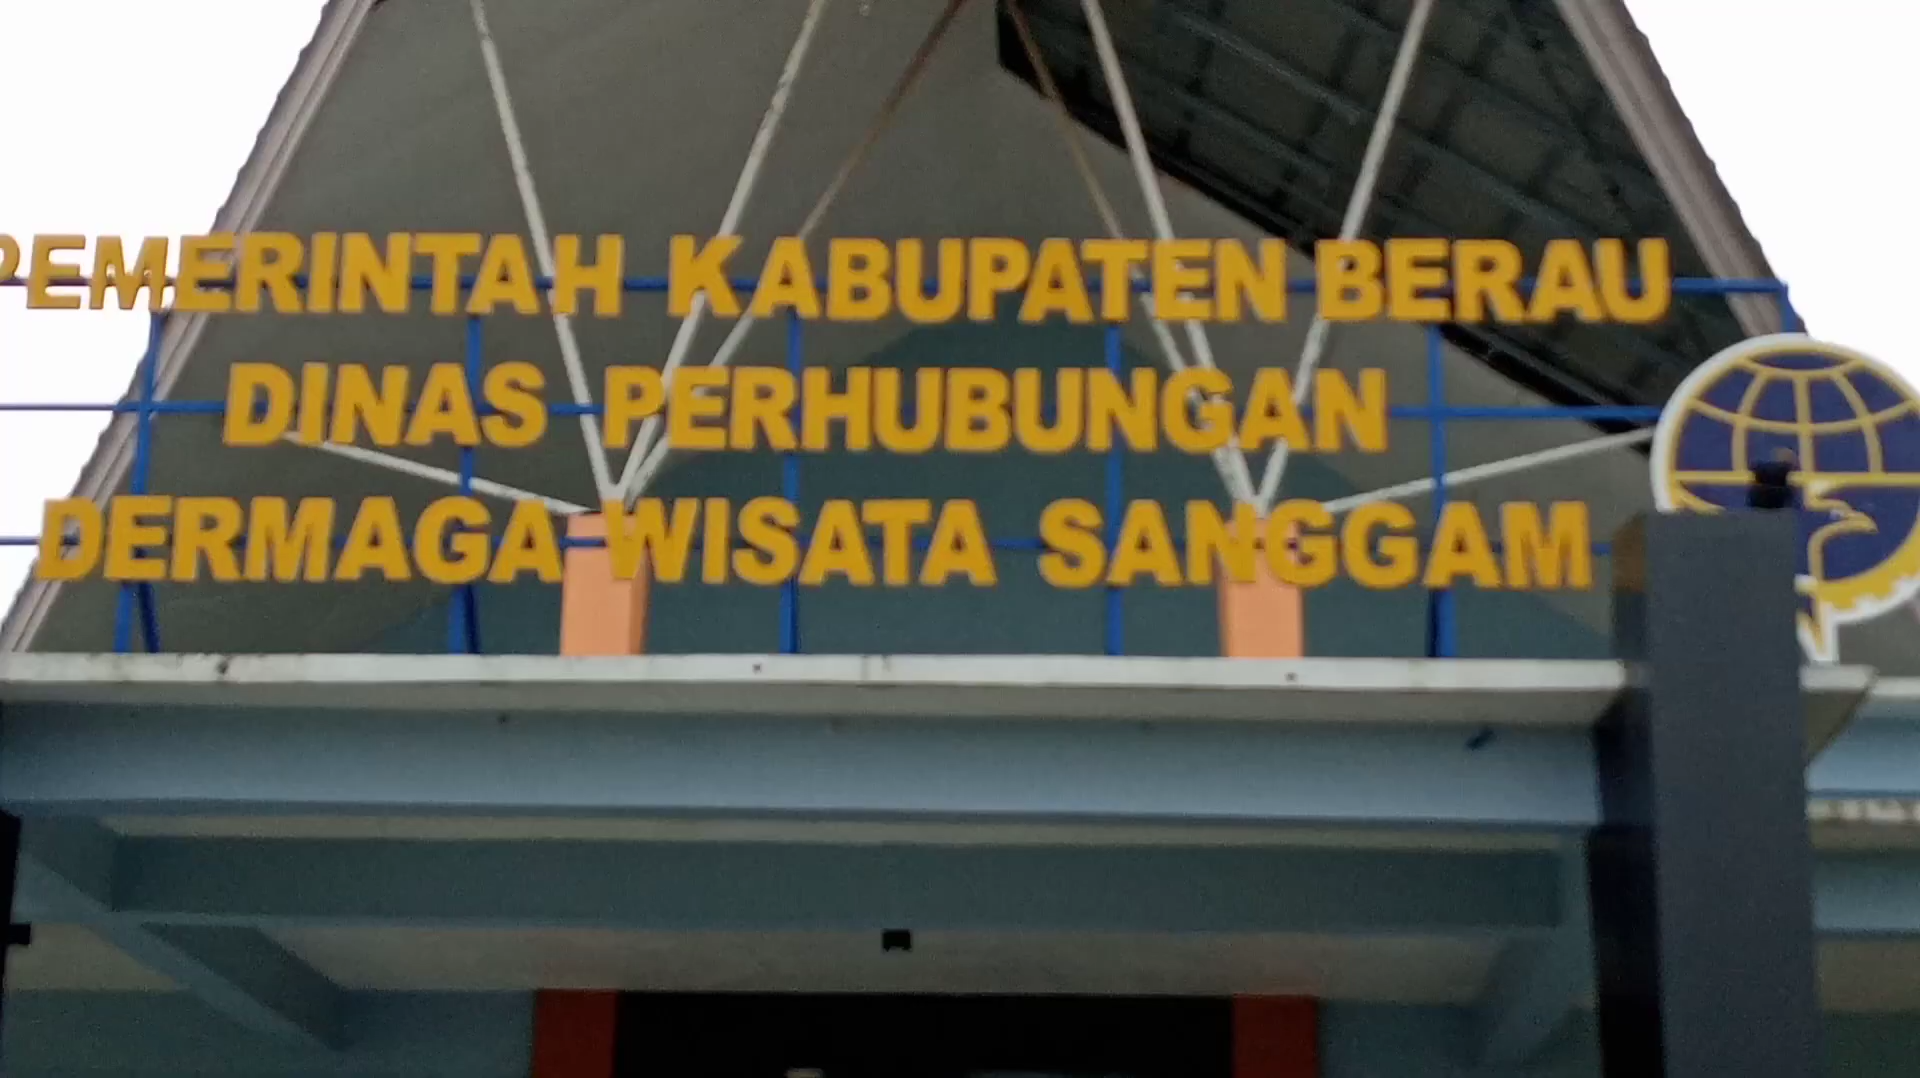 PEMERINTAH KABUPATEN BERAU
DINAS PERHUBUNGAN
DERMAGA WISATA SANGGAM